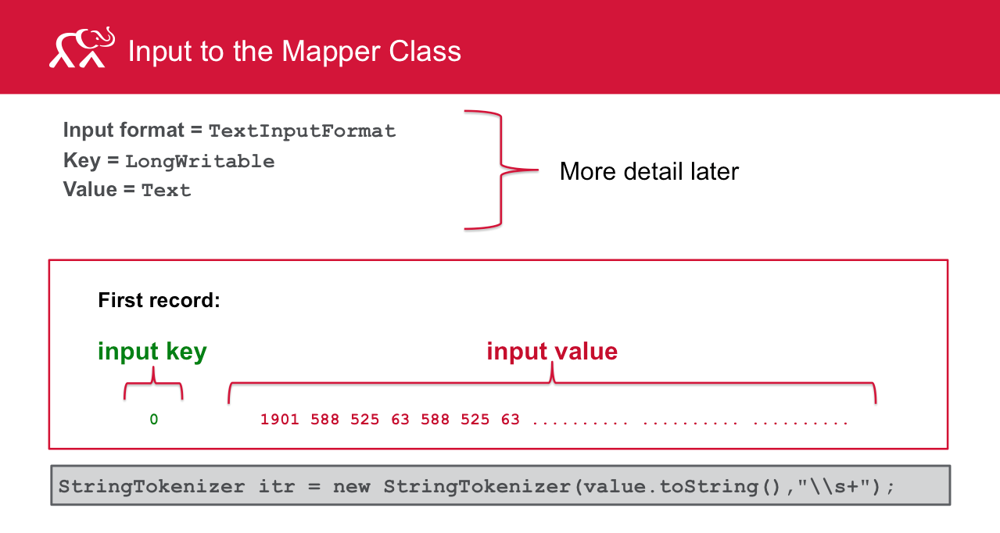 Input to the Mapper Class
Input format = TextInputFormat
Key = LongWritable
Value = Text
More detail later
First record:
input key
input value
0 1901 588 525 63 588 525 63 .......... .......... ..........
StringTokenizer itr = new StringTokenizer(value.toString(),"\\s+");